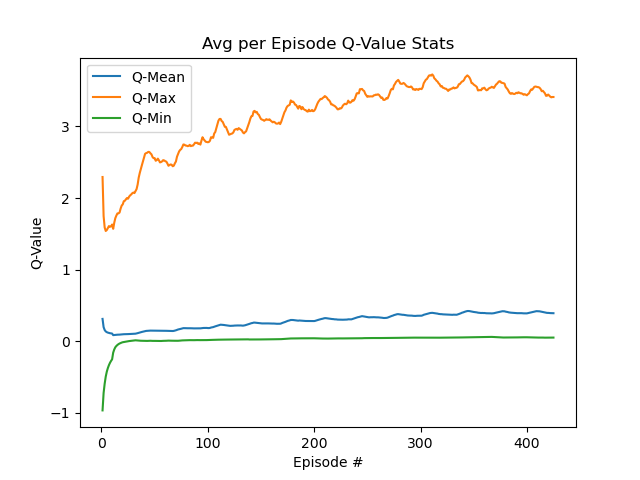 Avg per Episode Q-Value Stats
Q-Mean
Q-Max
Q-Min
Q-Value
3
2
1
0
−1
0 100 200 300 400
Episode #